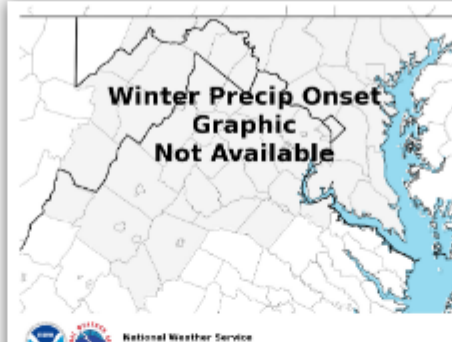 Winter Precip Onset
Graphic
Not Available
National Weather Service